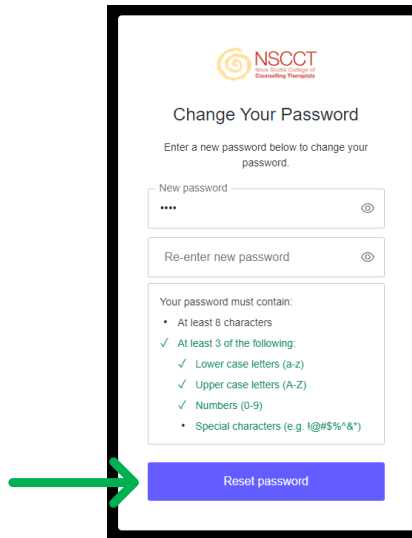 NSCCT
Nova Scotia College of
Counselling Therapists
Change Your Password
Enter a new password below to change your
password.
New password
••••
Re-enter new password
Your password must contain:
• At least 8 characters
✓ At least 3 of the following:
✓ Lower case letters (a-z)
✓ Upper case letters (A-Z)
✓ Numbers (0-9)
• Special characters (e.g. !@#$%^&*)
Reset password